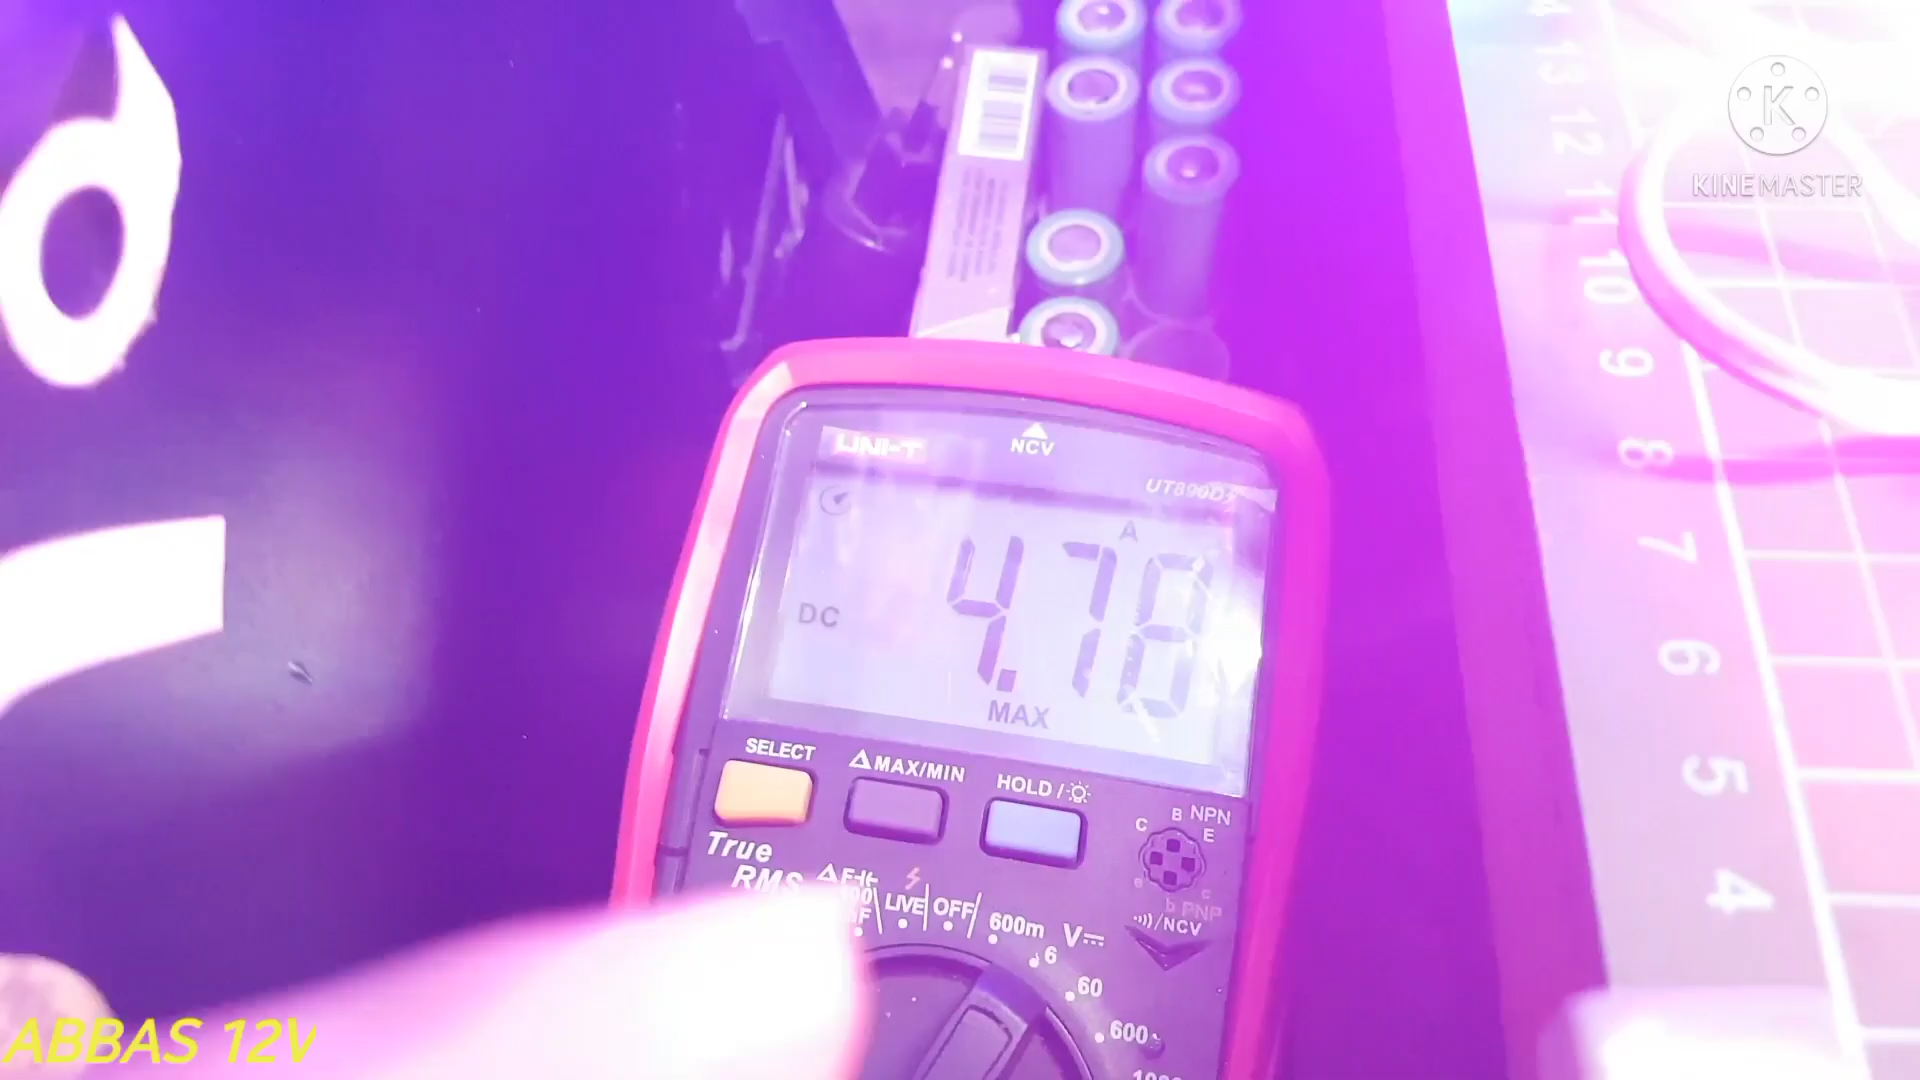 KINEMASTER
14
13
12
11
10
9
8
7
6
5
4
UNI-T
NCV
UT890D+
A
DC
4.78
MAX
SELECT
MAX/MIN
HOLD /
True
RMS
LIVE
OFF
600m
V
6
60
600
B NPN
C
E
e
c
b PNP
/NCV
ABBAS 12V